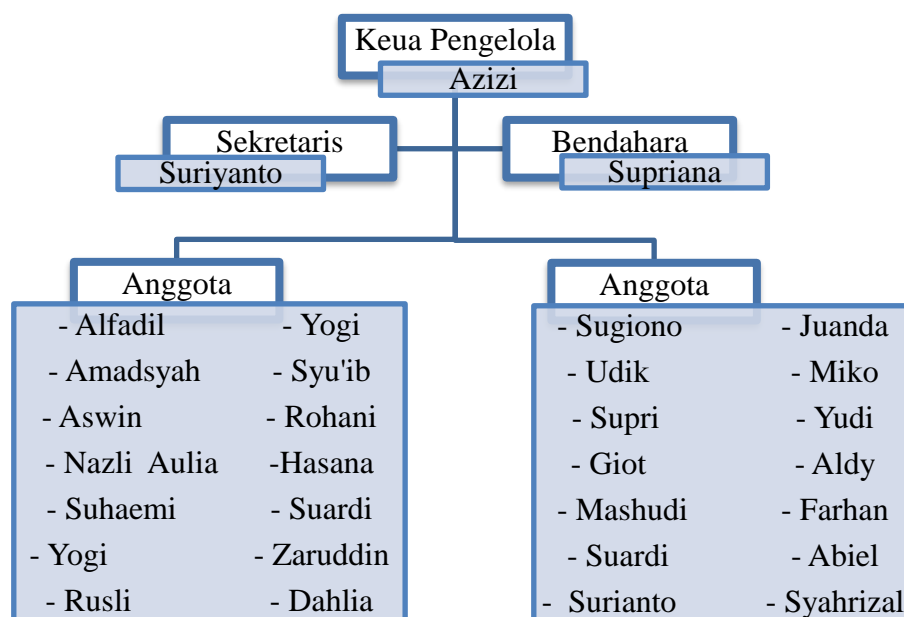 Keua Pengelola
Azizi
Sekretaris
Suriyanto
Bendahara
Supriana
Anggota
- Alfadil - Yogi
- Amadsyah - Syu'ib
- Aswin - Rohani
- Nazli Aulia -Hasana
- Suhaemi - Suardi
- Yogi - Zaruddin
- Rusli - Dahlia
Anggota
- Sugiono - Juanda
- Udik - Miko
- Supri - Yudi
- Giot - Aldy
- Mashudi - Farhan
- Suardi - Abiel
- Surianto - Syahrizal